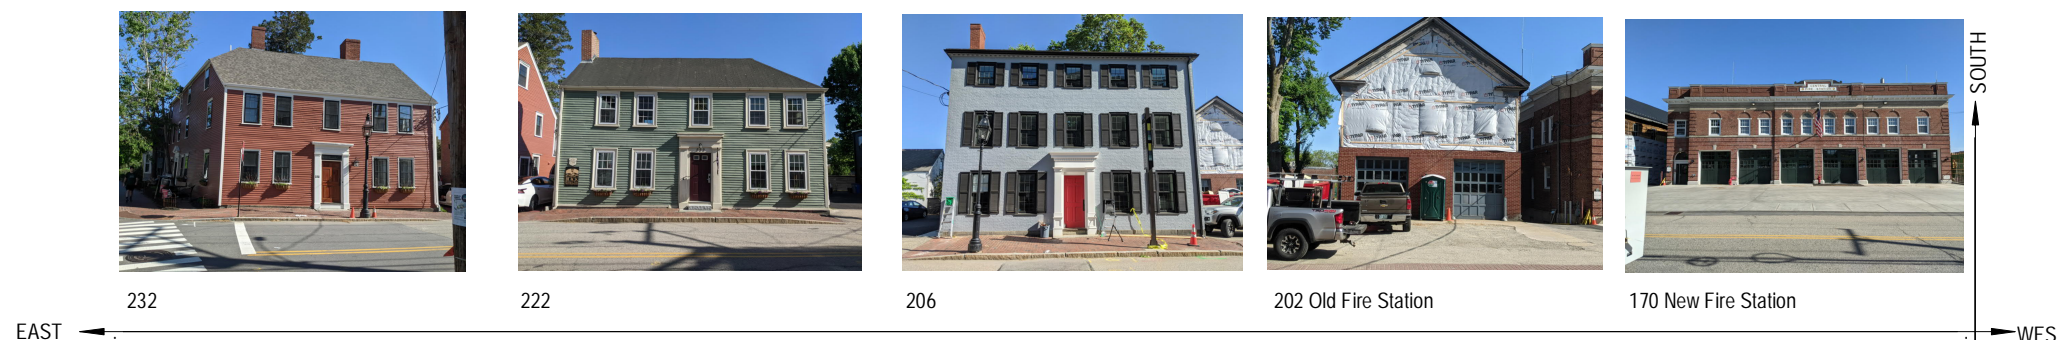 SOUTH
232
222
206
202 Old Fire Station
170 New Fire Station
EAST
WES